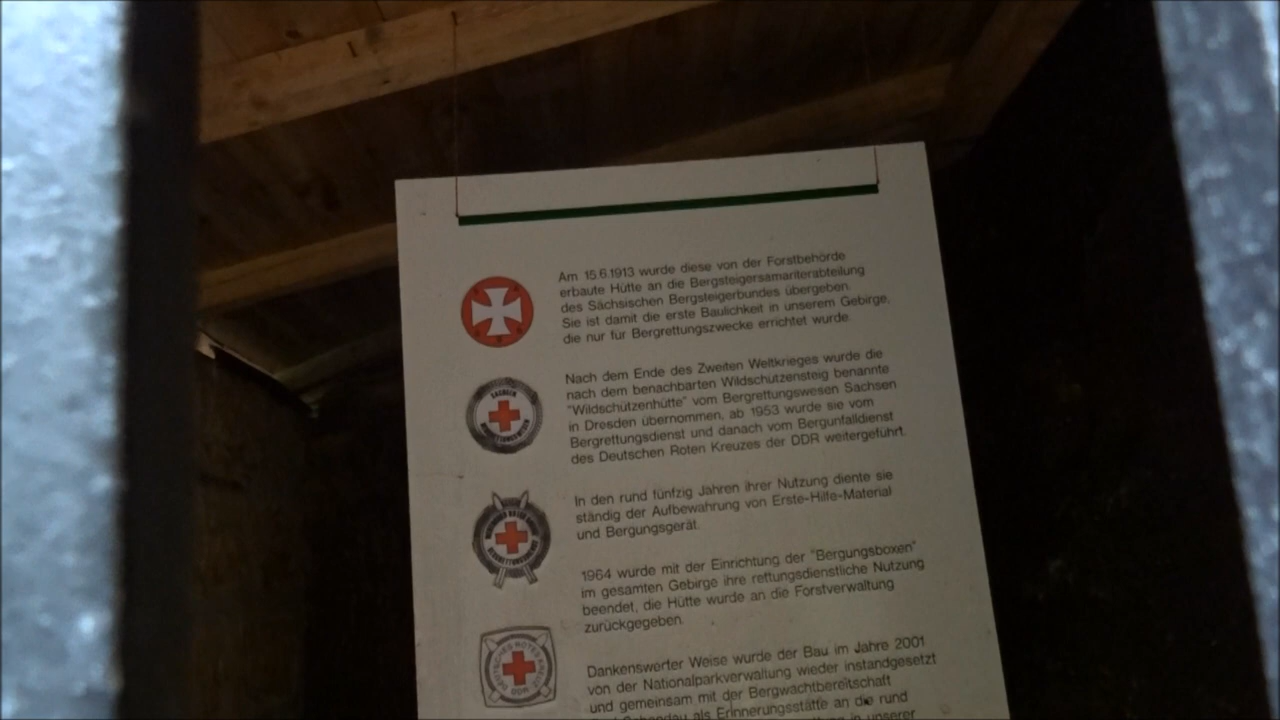 Am 15.6.1913 wurde diese von der Forstbehörde
erbaute Hütte an die Bergsteigersamariterabteilung
des Sächsischen Bergsteigerbundes übergeben.
Sie ist damit die erste Baulichkeit in unserem Gebirge,
die nur für Bergrettungszwecke errichtet wurde.
Nach dem Ende des Zweiten Weltkrieges wurde die
nach dem benachbarten Wildschützensteig benannte
"Wildschützenhütte" vom Bergrettungswesen Sachsen
in Dresden übernommen, ab 1953 wurde sie vom
Bergrettungsdienst und danach vom Bergunfalldienst
des Deutschen Roten Kreuzes der DDR weitergeführt.
In den rund fünfzig Jahren ihrer Nutzung diente sie
ständig der Aufbewahrung von Erste-Hilfe-Material
und Bergungsgerät.
1964 wurde mit der Einrichtung der "Bergungsboxen"
im gesamten Gebirge ihre rettungsdienstliche Nutzung
beendet, die Hütte wurde an die Forstverwaltung
zurückgegeben.
Dankenswerter Weise wurde der Bau im Jahre 2001
von der Nationalparkverwaltung wieder instandgesetzt
und gemeinsam mit der Bergwachtbereitschaft
Schandau als Erinnerungsstätte an die rund
in unserer
SACHSEN
BERGRETTUNGSWESEN
DEUTSCHES ROTES KREUZ
DDR